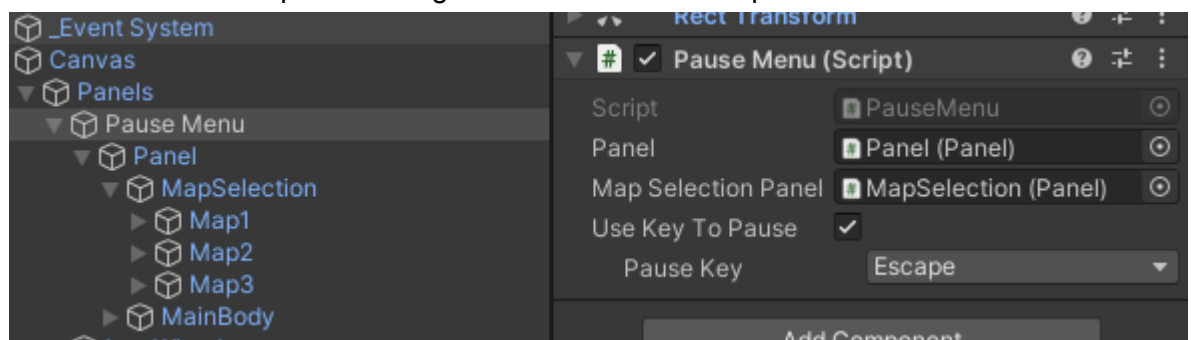 _Event System
Canvas
Panels
Pause Menu
Panel
MapSelection
Map1
Map2
Map3
MainBody
Rect Transform
# Pause Menu (Script)
Script # PauseMenu
Panel # Panel (Panel)
Map Selection Panel # MapSelection (Panel)
Use Key To Pause
Pause Key Escape
Add Component